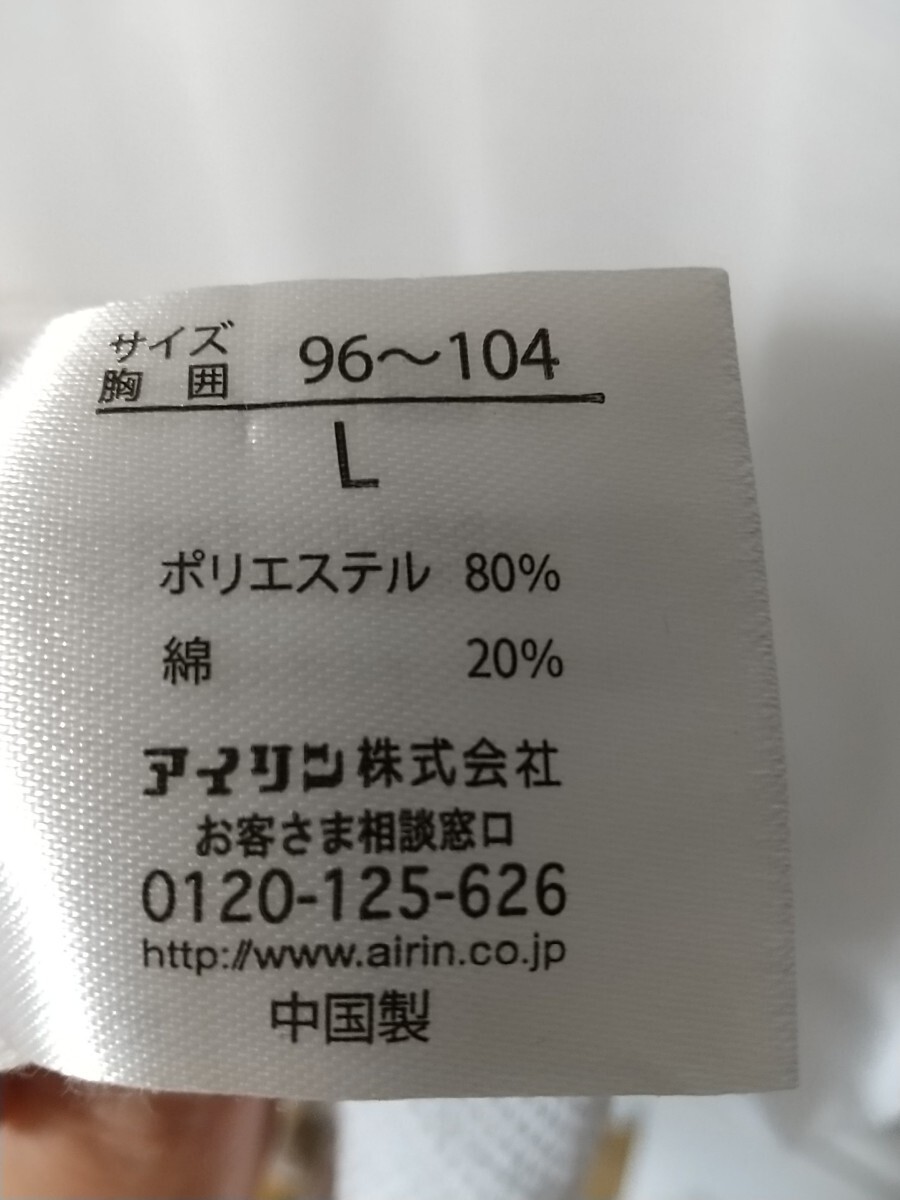 サイズ
胸 囲 96～104
L
ポリエステル 80%
綿 20%
アイリン株式会社
お客さま相談窓口
0120-125-626
http://www.airin.co.jp
中国製